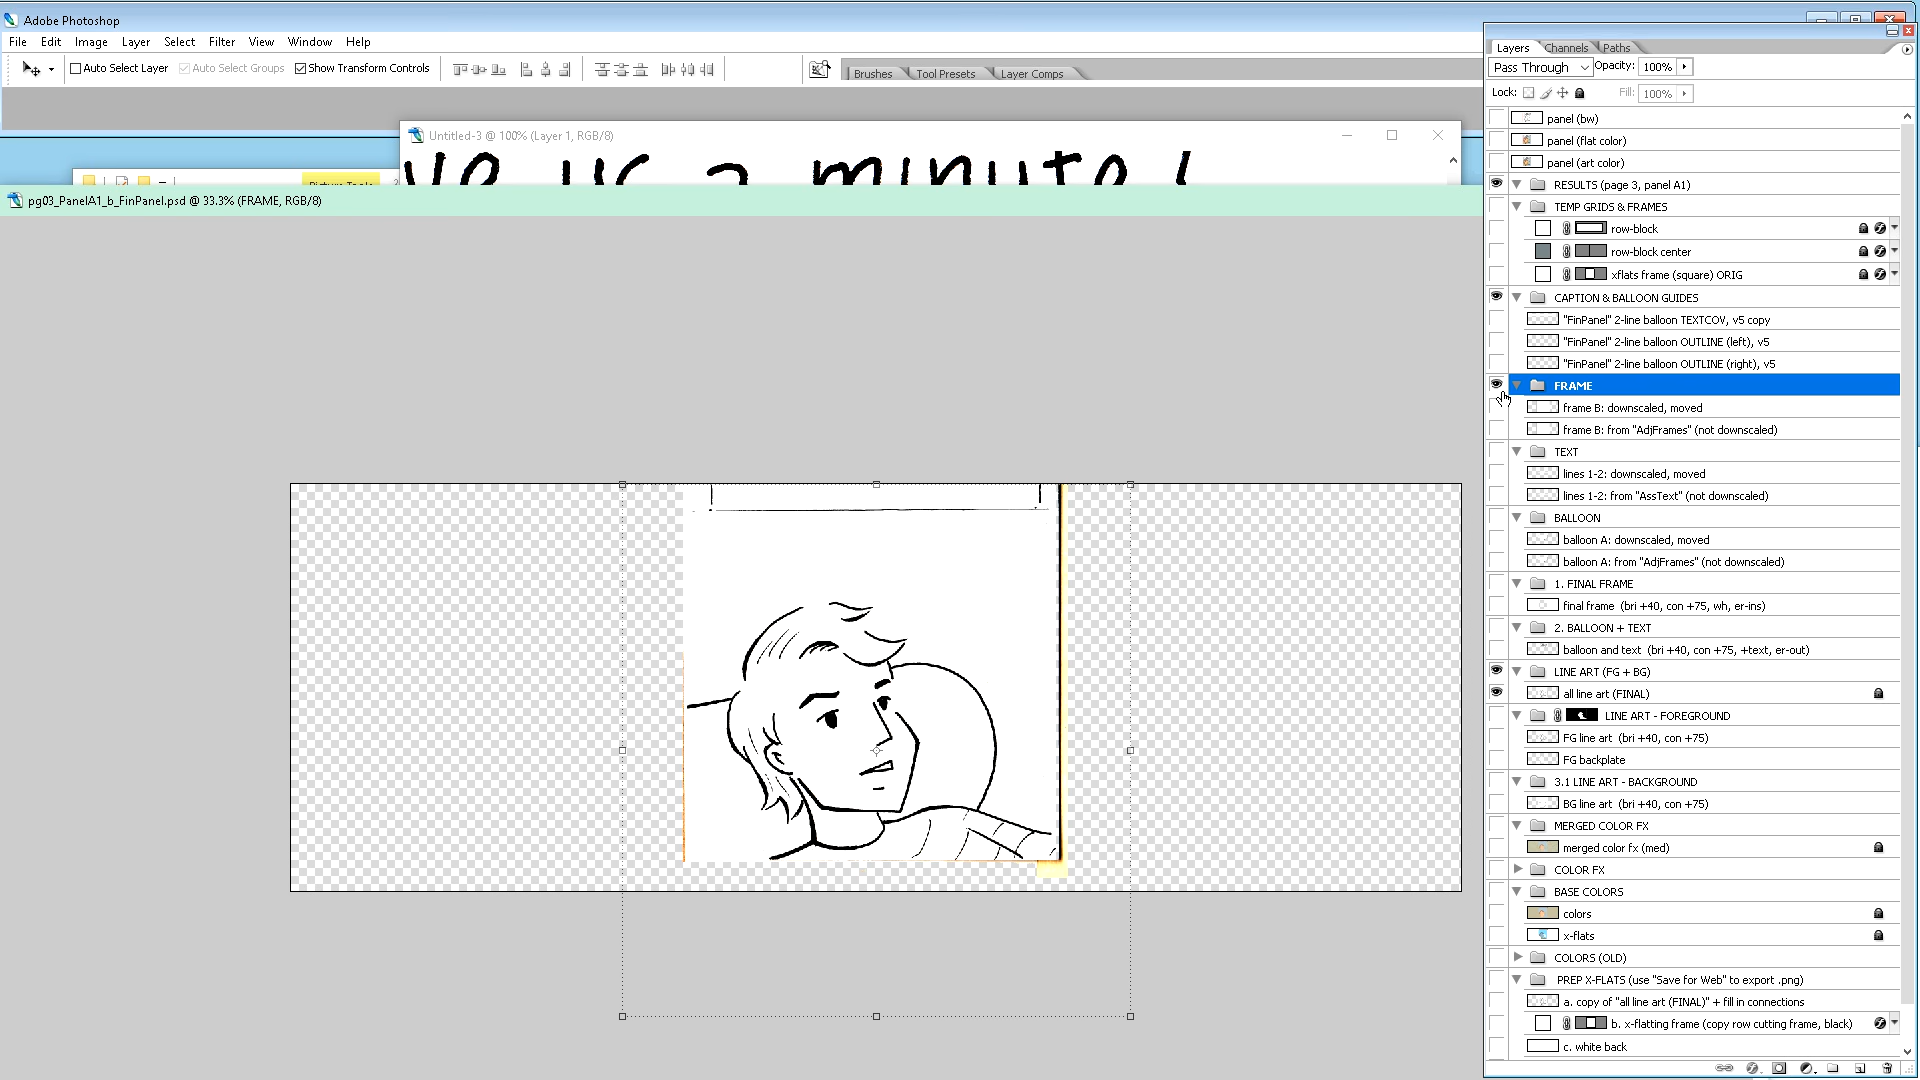 Adobe Photoshop
File Edit Image Layer Select Filter View Window Help
Auto Select Layer Auto Select Groups Show Transform Controls
Brushes Tool Presets Layer Comps
Untitled-3 @ 100% (Layer 1, RGB/8)
ve us a minute!
Picture Tools
pg03_PanelA1_b_FinPanel.psd @ 33.3% (FRAME, RGB/8)
Layers Channels Paths
Pass Through Opacity: 100%
Lock: Fill: 100%
panel (bw)
panel (flat color)
panel (art color)
RESULTS (page 3, panel A1)
TEMP GRIDS & FRAMES
row-block
row-block center
xflats frame (square) ORIG
CAPTION & BALLOON GUIDES
"FinPanel" 2-line balloon TEXTCOV, v5 copy
"FinPanel" 2-line balloon OUTLINE (left), v5
"FinPanel" 2-line balloon OUTLINE (right), v5
FRAME
frame B: downscaled, moved
frame B: from "AdjFrames" (not downscaled)
TEXT
lines 1-2: downscaled, moved
lines 1-2: from "AssText" (not downscaled)
BALLOON
balloon A: downscaled, moved
balloon A: from "AdjFrames" (not downscaled)
1. FINAL FRAME
final frame (bri +40, con +75, wh, er-ins)
2. BALLOON + TEXT
balloon and text (bri +40, con +75, +text, er-out)
LINE ART (FG + BG)
all line art (FINAL)
LINE ART - FOREGROUND
FG line art (bri +40, con +75)
FG backplate
3.1 LINE ART - BACKGROUND
BG line art (bri +40, con +75)
MERGED COLOR FX
merged color fx (med)
COLOR FX
BASE COLORS
colors
x-flats
COLORS (OLD)
PREP X-FLATS (use "Save for Web" to export .png)
a. copy of "all line art (FINAL)" + fill in connections
b. x-flatting frame (copy row cutting frame, black)
c. white back